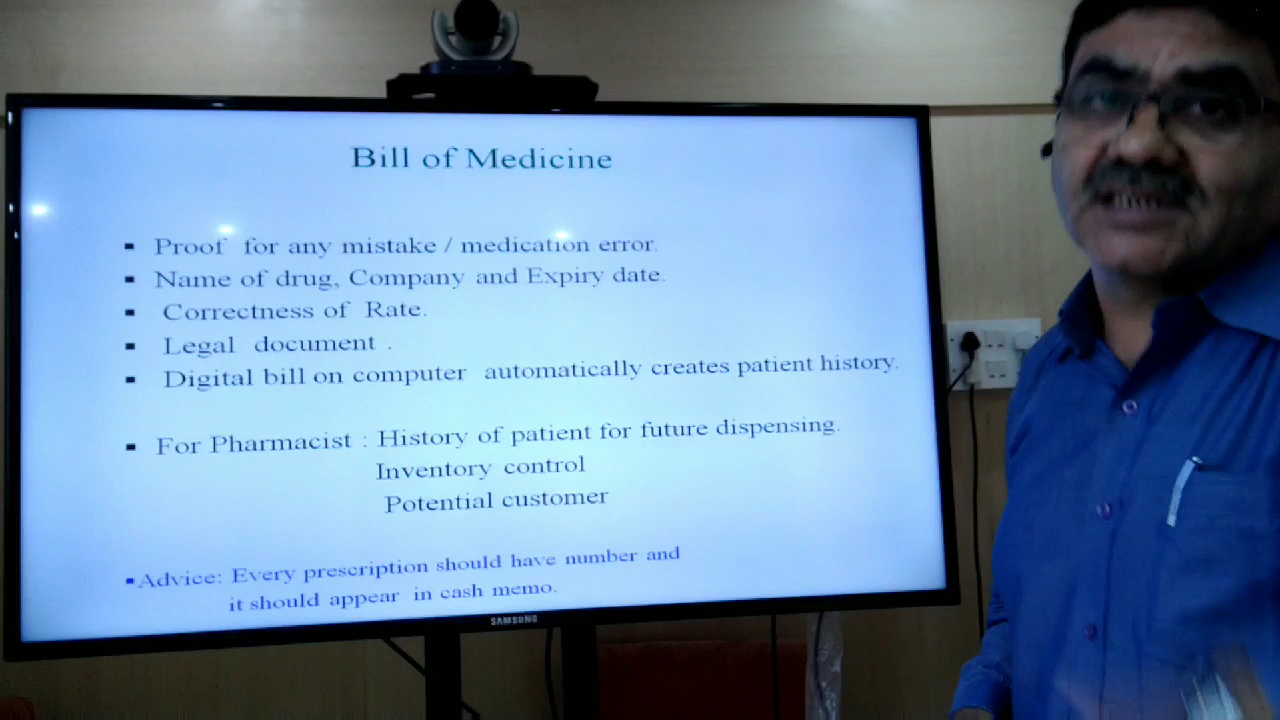 Bill of Medicine
▪ Proof for any mistake / medication error.
▪ Name of drug, Company and Expiry date.
▪ Correctness of Rate.
▪ Legal document .
▪ Digital bill on computer automatically creates patient history.
▪ For Pharmacist : History of patient for future dispensing.
Inventory control
Potential customer
▪Advice: Every prescription should have number and
it should appear in cash memo.
SAMSUNG